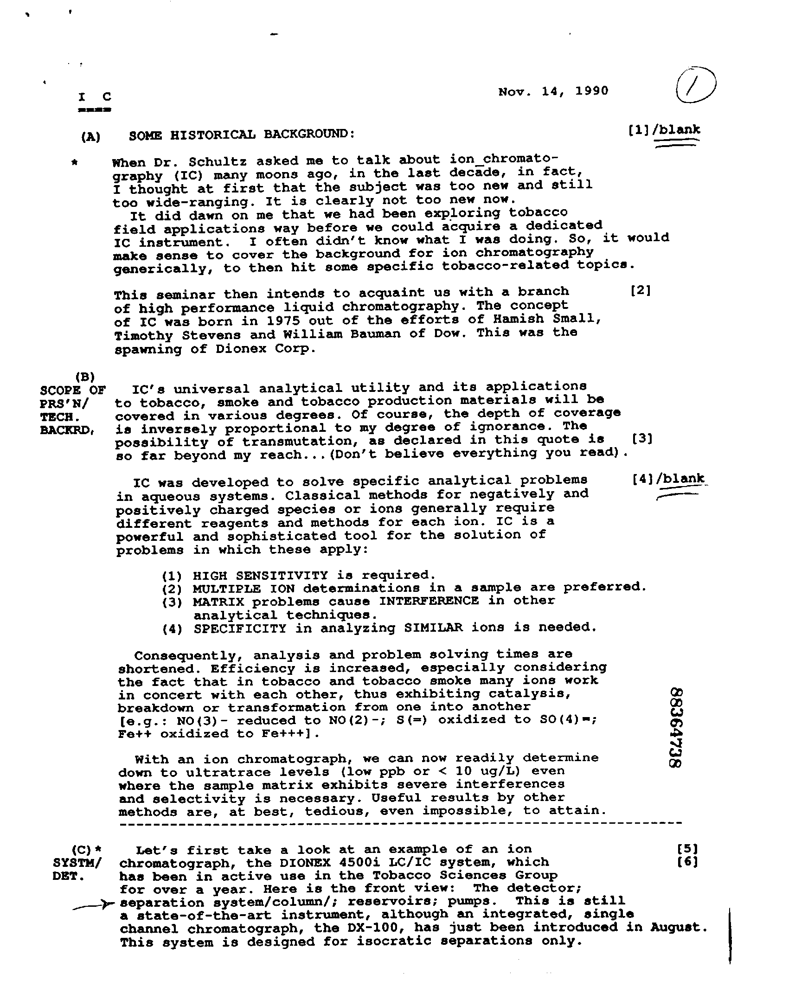 Nov. 14, 1990
1
I C
(A) SOME HISTORICAL BACKGROUND: [1]/blank
* When Dr. Schultz asked me to talk about ion chromato-
graphy (IC) many moons ago, in the last decade, in fact,
I thought at first that the subject was too new and still
too wide-ranging. It is clearly not too new now.
It did dawn on me that we had been exploring tobacco
field applications way before we could acquire a dedicated
IC instrument. I often didn't know what I was doing. So, it would
make sense to cover the background for ion chromatography
generically, to then hit some specific tobacco-related topics.
This seminar then intends to acquaint us with a branch [2]
of high performance liquid chromatography. The concept
of IC was born in 1975 out of the efforts of Hamish Small,
Timothy Stevens and William Bauman of Dow. This was the
spawning of Dionex Corp.
(B)
SCOPE OF IC's universal analytical utility and its applications
PRS'N/ to tobacco, smoke and tobacco production materials will be
TECH. covered in various degrees. Of course, the depth of coverage
BACKRD, is inversely proportional to my degree of ignorance. The
possibility of transmutation, as declared in this quote is [3]
so far beyond my reach...(Don't believe everything you read).
IC was developed to solve specific analytical problems [4]/blank
in aqueous systems. Classical methods for negatively and
positively charged species or ions generally require
different reagents and methods for each ion. IC is a
powerful and sophisticated tool for the solution of
problems in which these apply:
(1) HIGH SENSITIVITY is required.
(2) MULTIPLE ION determinations in a sample are preferred.
(3) MATRIX problems cause INTERFERENCE in other
analytical techniques.
(4) SPECIFICITY in analyzing SIMILAR ions is needed.
Consequently, analysis and problem solving times are
shortened. Efficiency is increased, especially considering
the fact that in tobacco and tobacco smoke many ions work
in concert with each other, thus exhibiting catalysis,
breakdown or transformation from one into another
[e.g.: NO(3)- reduced to NO(2)-; S(=) oxidized to SO(4)=;
Fe++ oxidized to Fe+++].
With an ion chromatograph, we can now readily determine
down to ultratrace levels (low ppb or < 10 ug/L) even
where the sample matrix exhibits severe interferences
and selectivity is necessary. Useful results by other
methods are, at best, tedious, even impossible, to attain.
88364738
(C)* Let's first take a look at an example of an ion [5]
SYSTM/ chromatograph, the DIONEX 4500i LC/IC system, which [6]
DET. has been in active use in the Tobacco Sciences Group
for over a year. Here is the front view: The detector;
separation system/column/; reservoirs; pumps. This is still
a state-of-the-art instrument, although an integrated, single
channel chromatograph, the DX-100, has just been introduced in August.
This system is designed for isocratic separations only.